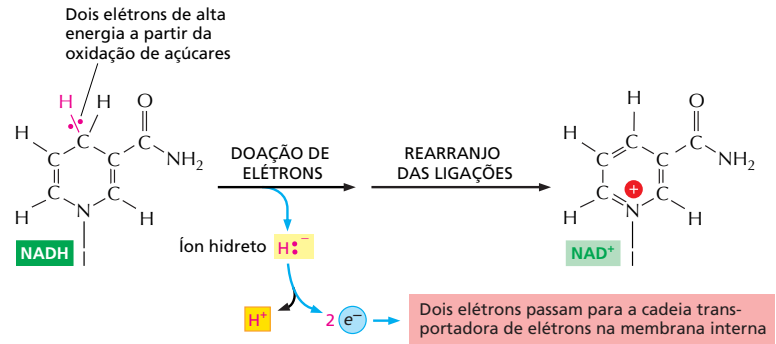 Dois elétrons de alta
energia a partir da
oxidação de açúcares
H H O
H C C
C C NH₂
C C
H N H
NADH
DOAÇÃO DE
ELÉTRONS
REARRANJO
DAS LIGAÇÕES
Íon hidreto H:⁻
H⁺ 2 e⁻
Dois elétrons passam para a cadeia trans-
portadora de elétrons na membrana interna
H O
H C C
C C NH₂
C C
H N H
+
NAD⁺